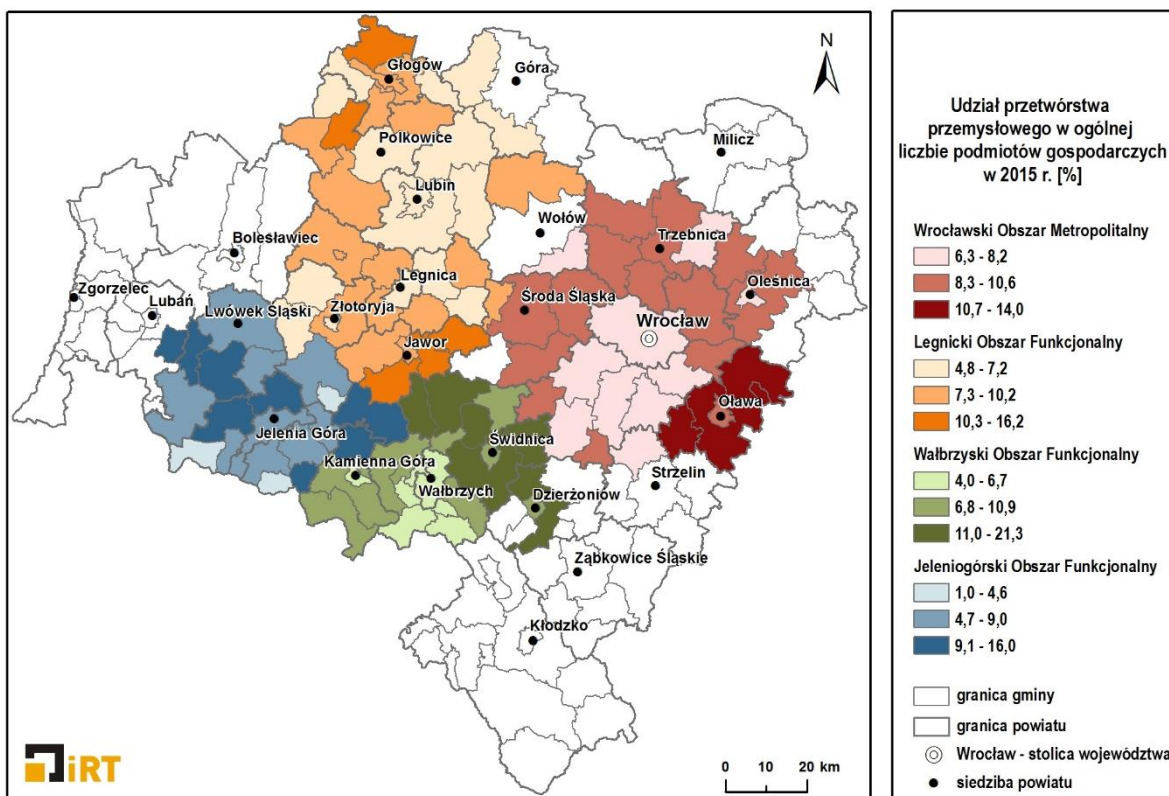 Głogów
Góra
N
Polkowice
Milicz
Lubin
Wołów
Bolesławiec
Trzebnica
Zgorzelec
Legnica
Oleśnica
Lubań
Lwówek Śląski
Złotoryja
Środa Śląska
Wrocław
Jawor
Oława
Jelenia Góra
Świdnica
Kamienna Góra
Wałbrzych
Strzelin
Dzierżoniów
Ząbkowice Śląskie
Kłodzko
iRT
0 10 20 km
Udział przetwórstwa
przemysłowego w ogólnej
liczbie podmiotów gospodarczych
w 2015 r. [%]
Wrocławski Obszar Metropolitalny
6,3 - 8,2
8,3 - 10,6
10,7 - 14,0
Legnicki Obszar Funkcjonalny
4,8 - 7,2
7,3 - 10,2
10,3 - 16,2
Wałbrzyski Obszar Funkcjonalny
4,0 - 6,7
6,8 - 10,9
11,0 - 21,3
Jeleniogórski Obszar Funkcjonalny
1,0 - 4,6
4,7 - 9,0
9,1 - 16,0
granica gminy
granica powiatu
Wrocław - stolica województwa
siedziba powiatu